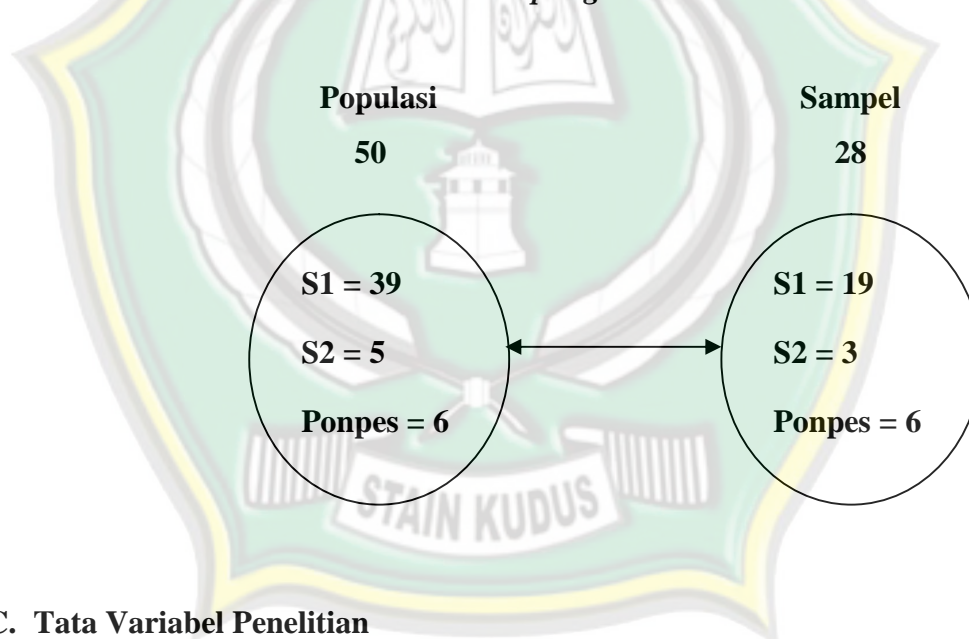 Populasi Sampel
50 28
S1 = 39 S1 = 19
S2 = 5 S2 = 3
Ponpes = 6 Ponpes = 6
STAIN KUDUS
C. Tata Variabel Penelitian